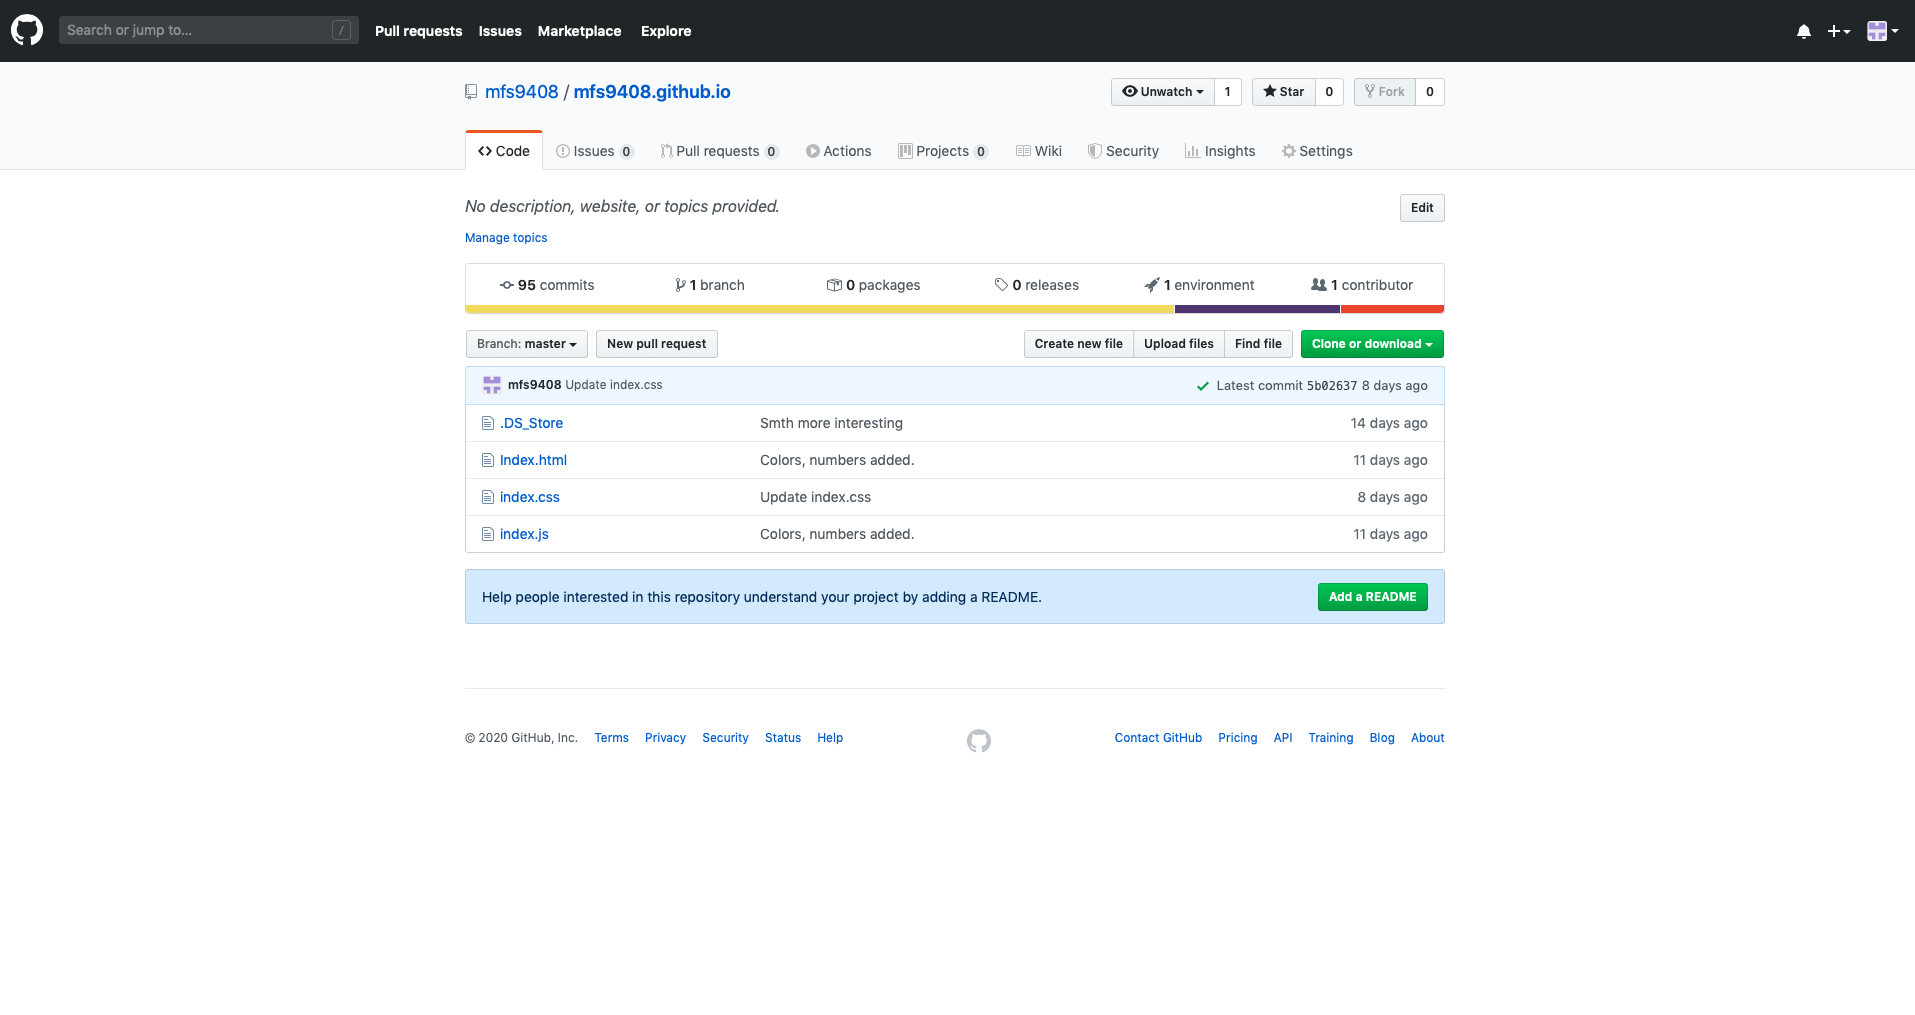 Search or jump to... /
Pull requests Issues Marketplace Explore
mfs9408 / mfs9408.github.io
Unwatch 1 Star 0 Fork 0
Code Issues 0 Pull requests 0 Actions Projects 0 Wiki Security Insights Settings
No description, website, or topics provided.
Edit
Manage topics
95 commits 1 branch 0 packages 0 releases 1 environment 1 contributor
Branch: master New pull request Create new file Upload files Find file Clone or download
mfs9408 Update index.css Latest commit 5b02637 8 days ago
.DS_Store Smth more interesting 14 days ago
Index.html Colors, numbers added. 11 days ago
index.css Update index.css 8 days ago
index.js Colors, numbers added. 11 days ago
Help people interested in this repository understand your project by adding a README. Add a README
© 2020 GitHub, Inc. Terms Privacy Security Status Help Contact GitHub Pricing API Training Blog About